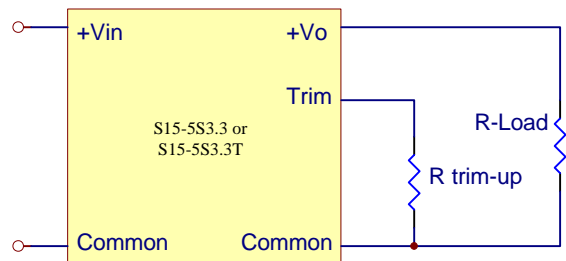 +Vin
+Vo
Trim
S15-5S3.3 or
S15-5S3.3T
R-Load
R trim-up
Common
Common